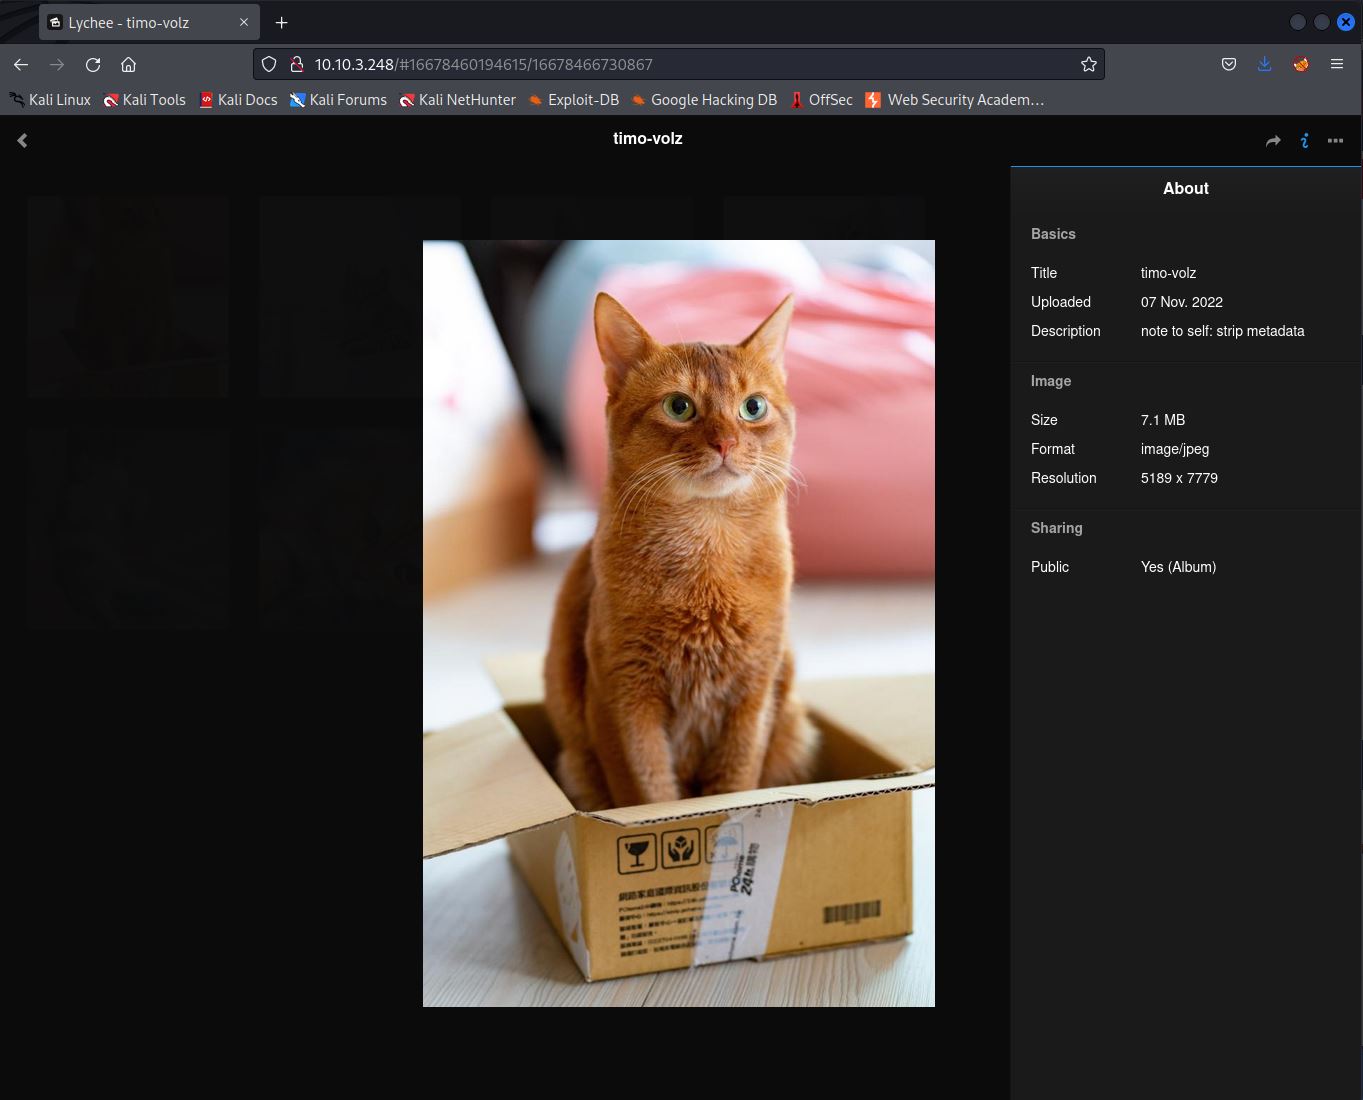 Lychee - timo-volz
10.10.3.248/#16678460194615/16678466730867
Kali Linux Kali Tools Kali Docs Kali Forums Kali NetHunter Exploit-DB Google Hacking DB OffSec Web Security Academ…
timo-volz
About
Basics
Title timo-volz
Uploaded 07 Nov. 2022
Description note to self: strip metadata
Image
Size 7.1 MB
Format image/jpeg
Resolution 5189 x 7779
Sharing
Public Yes (Album)
PChome
24h購物